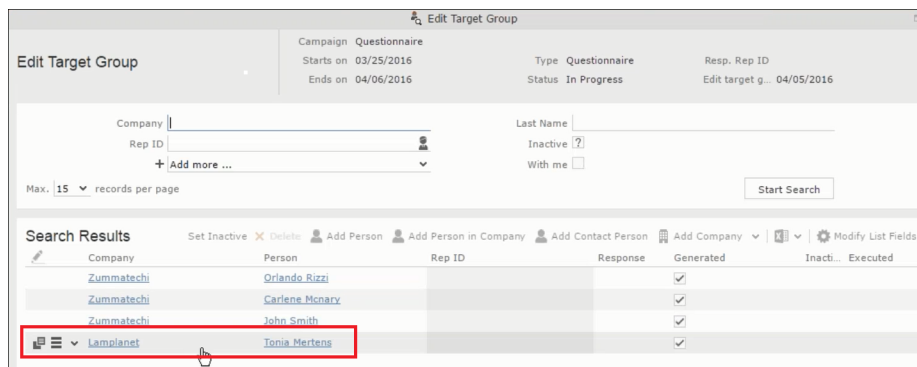 Edit Target Group
Campaign Questionnaire
Edit Target Group
Starts on 03/25/2016 Type Questionnaire Resp. Rep ID
Ends on 04/06/2016 Status In Progress Edit target g... 04/05/2016
Company Last Name
Rep ID Inactive ?
+ Add more ... With me
Max. 15 records per page Start Search
Search Results Set Inactive Delete Add Person Add Person in Company Add Contact Person Add Company Modify List Fields
Company Person Rep ID Response Generated Inacti... Executed
Zummatechi Orlando Rizzi
Zummatechi Carlene Mcnary
Zummatechi John Smith
Lamplanet Tonia Mertens